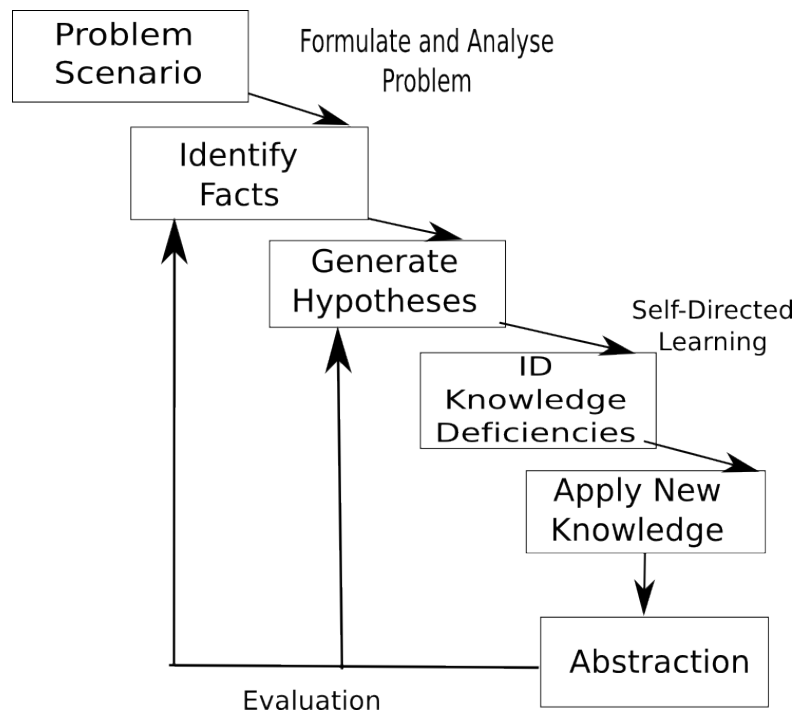 Problem
Scenario
Formulate and Analyse
Problem
Identify
Facts
Generate
Hypotheses
Self-Directed
Learning
ID
Knowledge
Deficiencies
Apply New
Knowledge
Abstraction
Evaluation